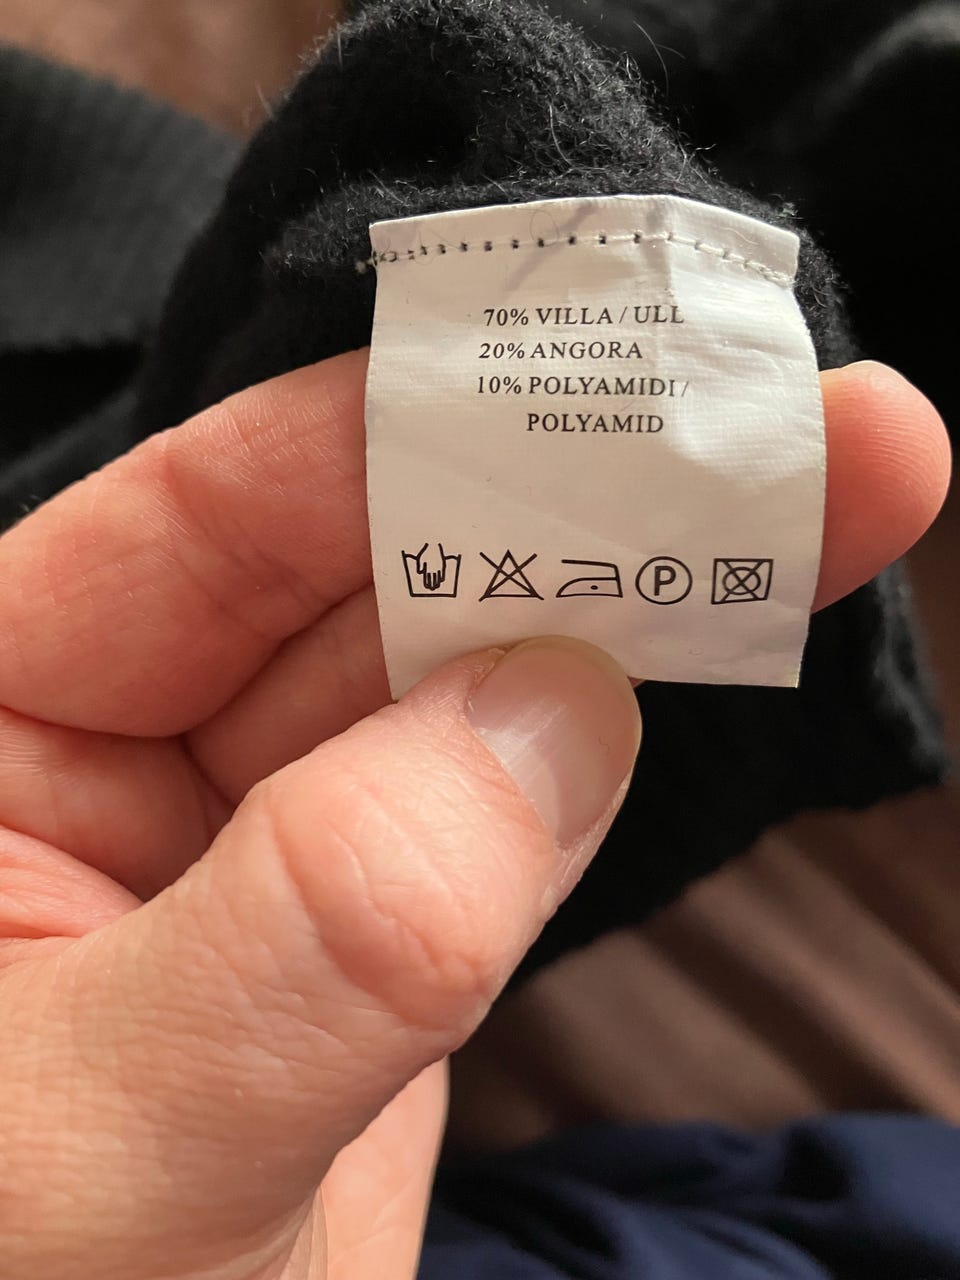 70% VILLA / ULL
20% ANGORA
10% POLYAMIDI /
POLYAMID
P